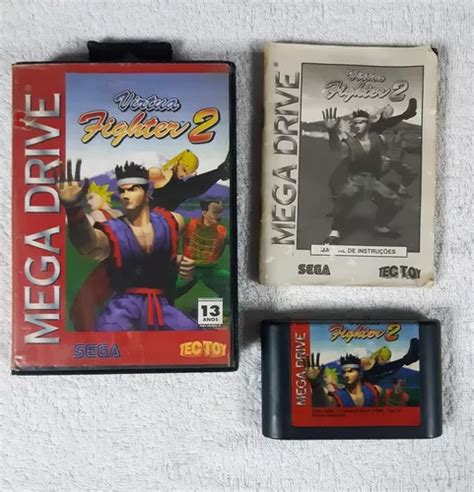 MEGA DRIVE
Virtua
Fighter 2
13
ANOS
SEGA
TECTOY
MEGA DRIVE
Virtua
Fighter 2
DE INSTRUÇÕES
SEGA
TECTOY
MEGA DRIVE
Fighter 2